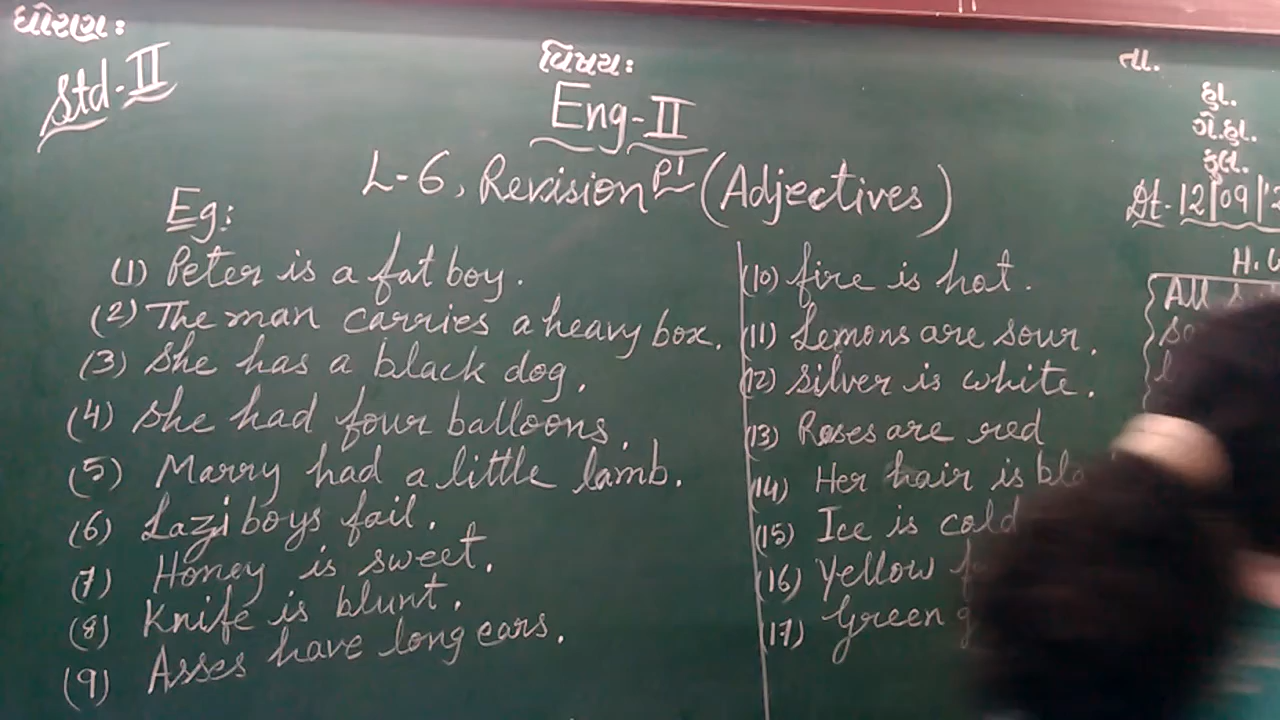 ધોરણ:
Std-II
વિષય:
Eng-II
L-6, Revision P1 (Adjectives)
Eg:
(1) Peter is a fat boy.
(2) The man carries a heavy box.
(3) She has a black dog.
(4) She had four balloons.
(5) Marry had a little lamb.
(6) Lazi boys fail.
(7) Honey is sweet.
(8) Knife is blunt.
(9) Asses have long ears.
(10) fire is hot.
(11) Lemons are sour.
(12) Silver is white.
(13) Roses are red
(14) Her hair is
(15) Ice is cold
(16) Yellow
(17) Green
તા.
હા.
ગે.હા.
કુલ.
Dt-12/09/
All